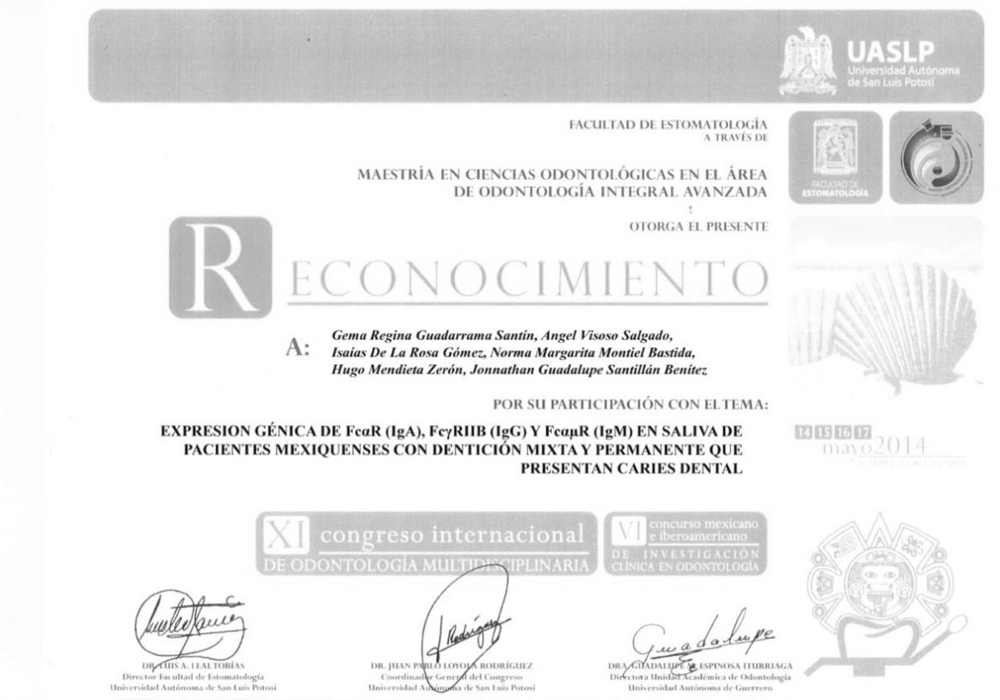 UASLP
Universidad Autónoma
de San Luis Potosí
FACULTAD DE ESTOMATOLOGÍA
A TRAVÉS DE
MAESTRÍA EN CIENCIAS ODONTOLÓGICAS EN EL ÁREA
DE ODONTOLOGÍA INTEGRAL AVANZADA
FACULTAD DE
ESTOMATOLOGÍA
OTORGA EL PRESENTE
RECONOCIMIENTO
A:
Gema Regina Guadarrama Santín, Angel Visoso Salgado,
Isaías De La Rosa Gómez, Norma Margarita Montiel Bastida,
Hugo Mendieta Zerón, Jonnathan Guadalupe Santillán Benítez
POR SU PARTICIPACIÓN CON EL TEMA:
EXPRESION GÉNICA DE FcαR (IgA), FcγRIIB (IgG) Y FcαμR (IgM) EN SALIVA DE
PACIENTES MEXIQUENSES CON DENTICIÓN MIXTA Y PERMANENTE QUE
PRESENTAN CARIES DENTAL
14 15 16 17
mayo2014
XI congreso internacional
DE ODONTOLOGÍA MULTIDISCIPLINARIA
VI concurso mexicano
e iberoamericano
DE INVESTIGACIÓN
CLÍNICA EN ODONTOLOGÍA
Rodríguez
Guadalupe
DR. LUIS A. LEAL TOBÍAS
Director Facultad de Estomatología
Universidad Autónoma de San Luis Potosí
DR. JUAN PABLO LOYOLA RODRÍGUEZ
Coordinador General del Congreso
Universidad Autónoma de San Luis Potosí
DRA. GUADALUPE ESPINOSA ITURRIAGA
Directora Unidad Académica de Odontología
Universidad Autónoma de Guerrero